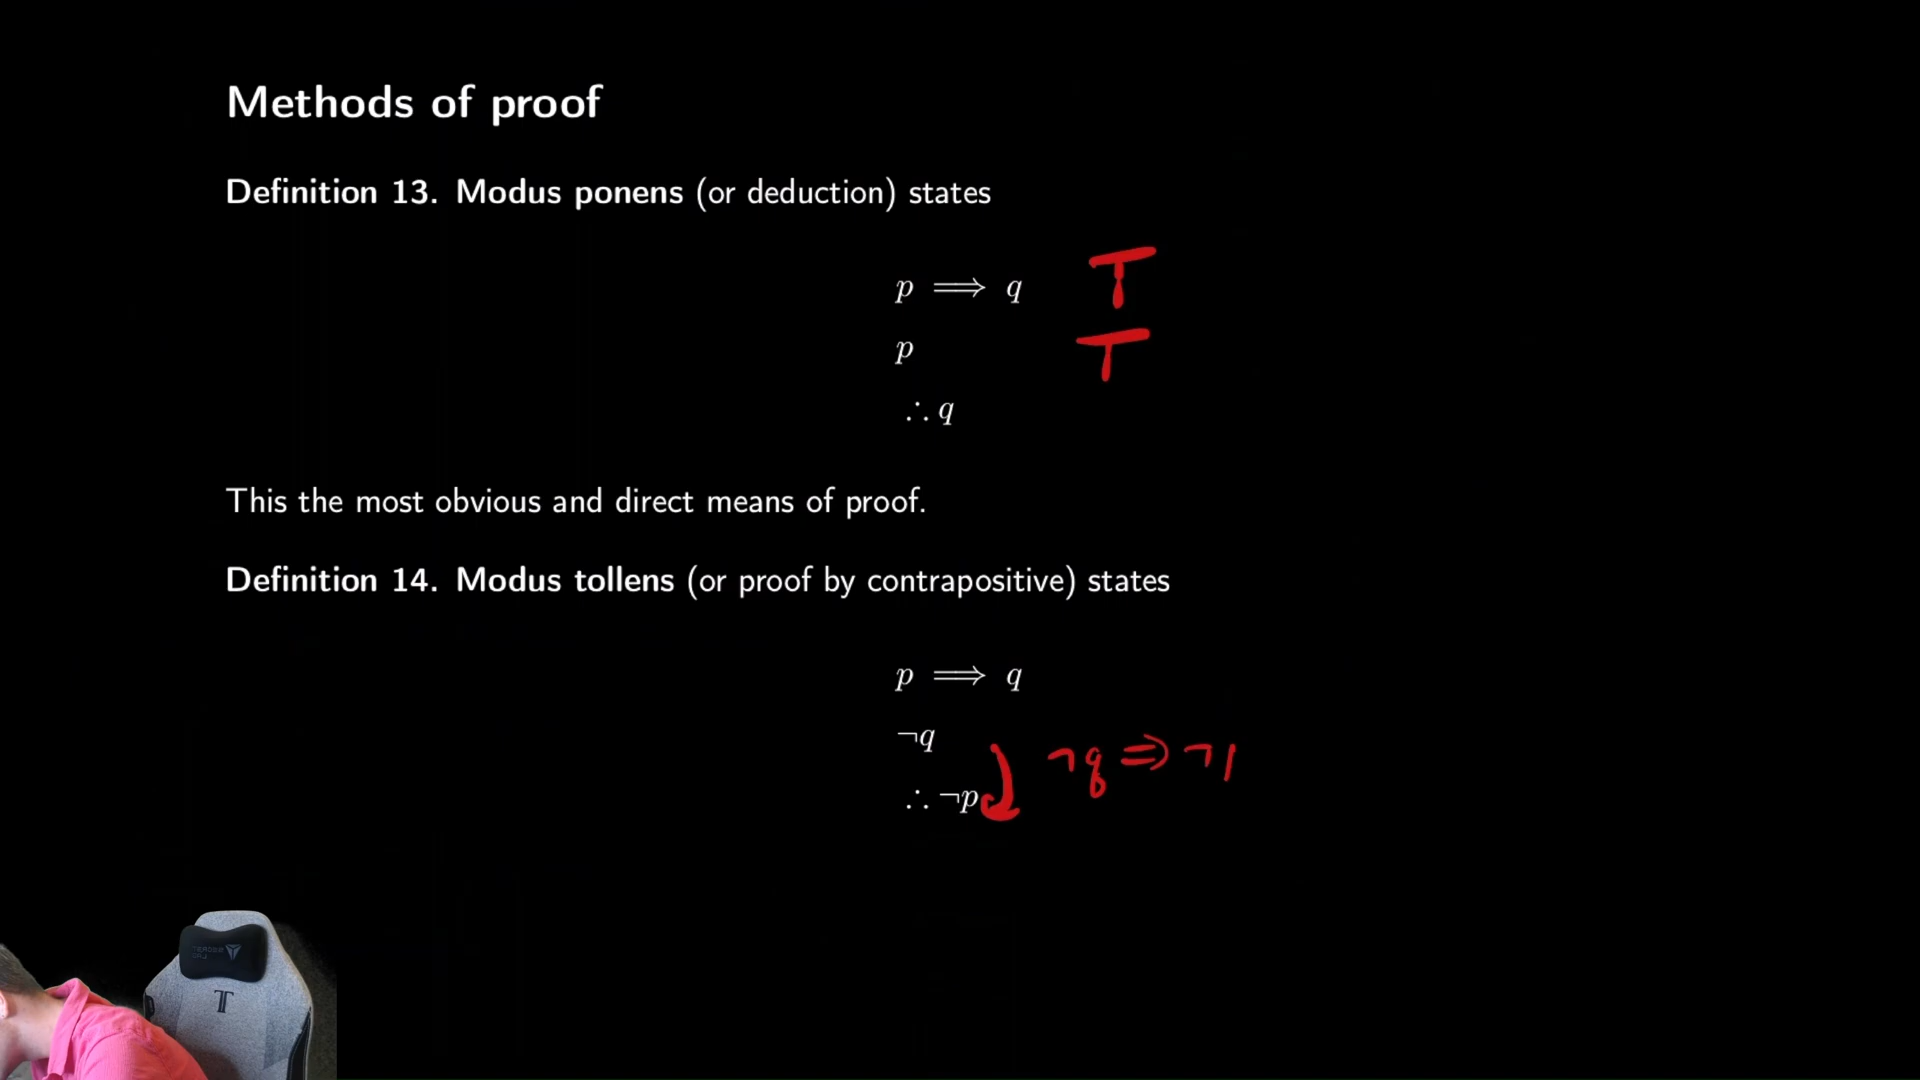 Methods of proof
Definition 13. Modus ponens (or deduction) states
p ⟹ q T
p T
∴ q
This the most obvious and direct means of proof.
Definition 14. Modus tollens (or proof by contrapositive) states
p ⟹ q
¬q
¬q ⇒ ¬
∴ ¬p
T